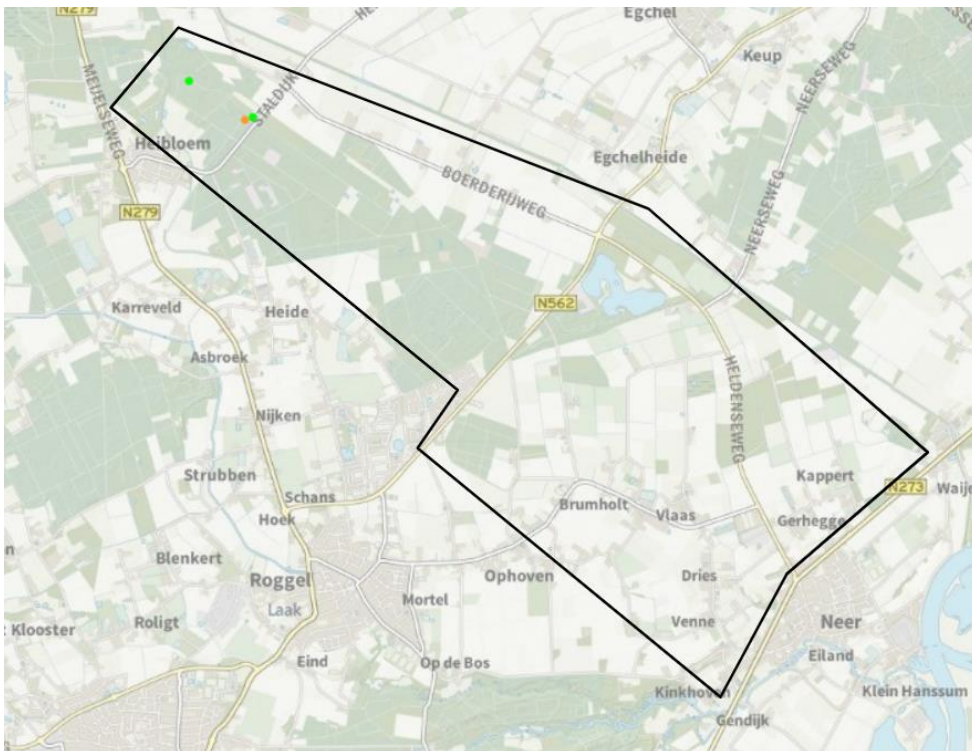 N279
Egchel
Keup
NEERSEWEG
MEIJELSEWEG
STALDIJK
Heibloem
Egchelheide
BOERDERIJWEG
NEERSEWEG
N279
N562
Karreveld
Heide
Asbroek
HELDENSEWEG
Nijken
Strubben
Kappert
N273
Schans
Brumholt
Vlaas
Hoek
Gerhegge
Blenkert
Roggel
Ophoven
Dries
Laak
Mortel
Klooster
Roligt
Venne
Neer
Eind
Op de Bos
Eiland
Kinkhoven
Klein Hanssum
Gendijk